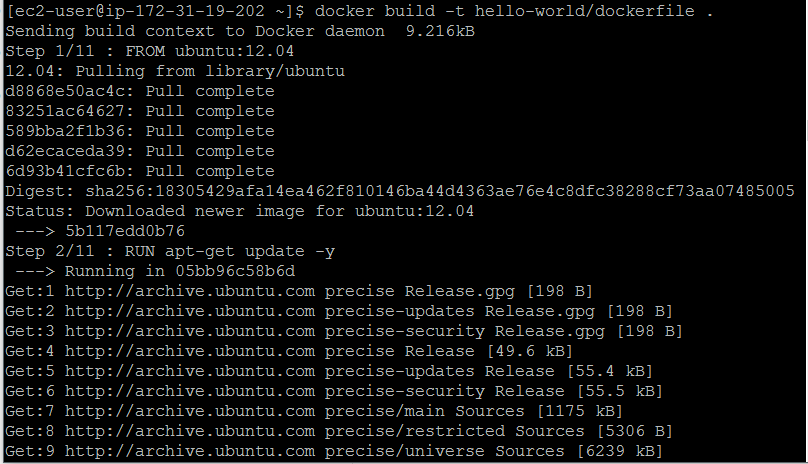 [ec2-user@ip-172-31-19-202 ~]$ docker build -t hello-world/dockerfile .
Sending build context to Docker daemon  9.216kB
Step 1/11 : FROM ubuntu:12.04
12.04: Pulling from library/ubuntu
d8868e50ac4c: Pull complete
83251ac64627: Pull complete
589bba2f1b36: Pull complete
d62ecaceda39: Pull complete
6d93b41cfc6b: Pull complete
Digest: sha256:18305429afa14ea462f810146ba44d4363ae76e4c8dfc38288cf73aa07485005
Status: Downloaded newer image for ubuntu:12.04
 ---> 5b117edd0b76
Step 2/11 : RUN apt-get update -y
 ---> Running in 05bb96c58b6d
Get:1 http://archive.ubuntu.com precise Release.gpg [198 B]
Get:2 http://archive.ubuntu.com precise-updates Release.gpg [198 B]
Get:3 http://archive.ubuntu.com precise-security Release.gpg [198 B]
Get:4 http://archive.ubuntu.com precise Release [49.6 kB]
Get:5 http://archive.ubuntu.com precise-updates Release [55.4 kB]
Get:6 http://archive.ubuntu.com precise-security Release [55.5 kB]
Get:7 http://archive.ubuntu.com precise/main Sources [1175 kB]
Get:8 http://archive.ubuntu.com precise/restricted Sources [5306 B]
Get:9 http://archive.ubuntu.com precise/universe Sources [6239 kB]